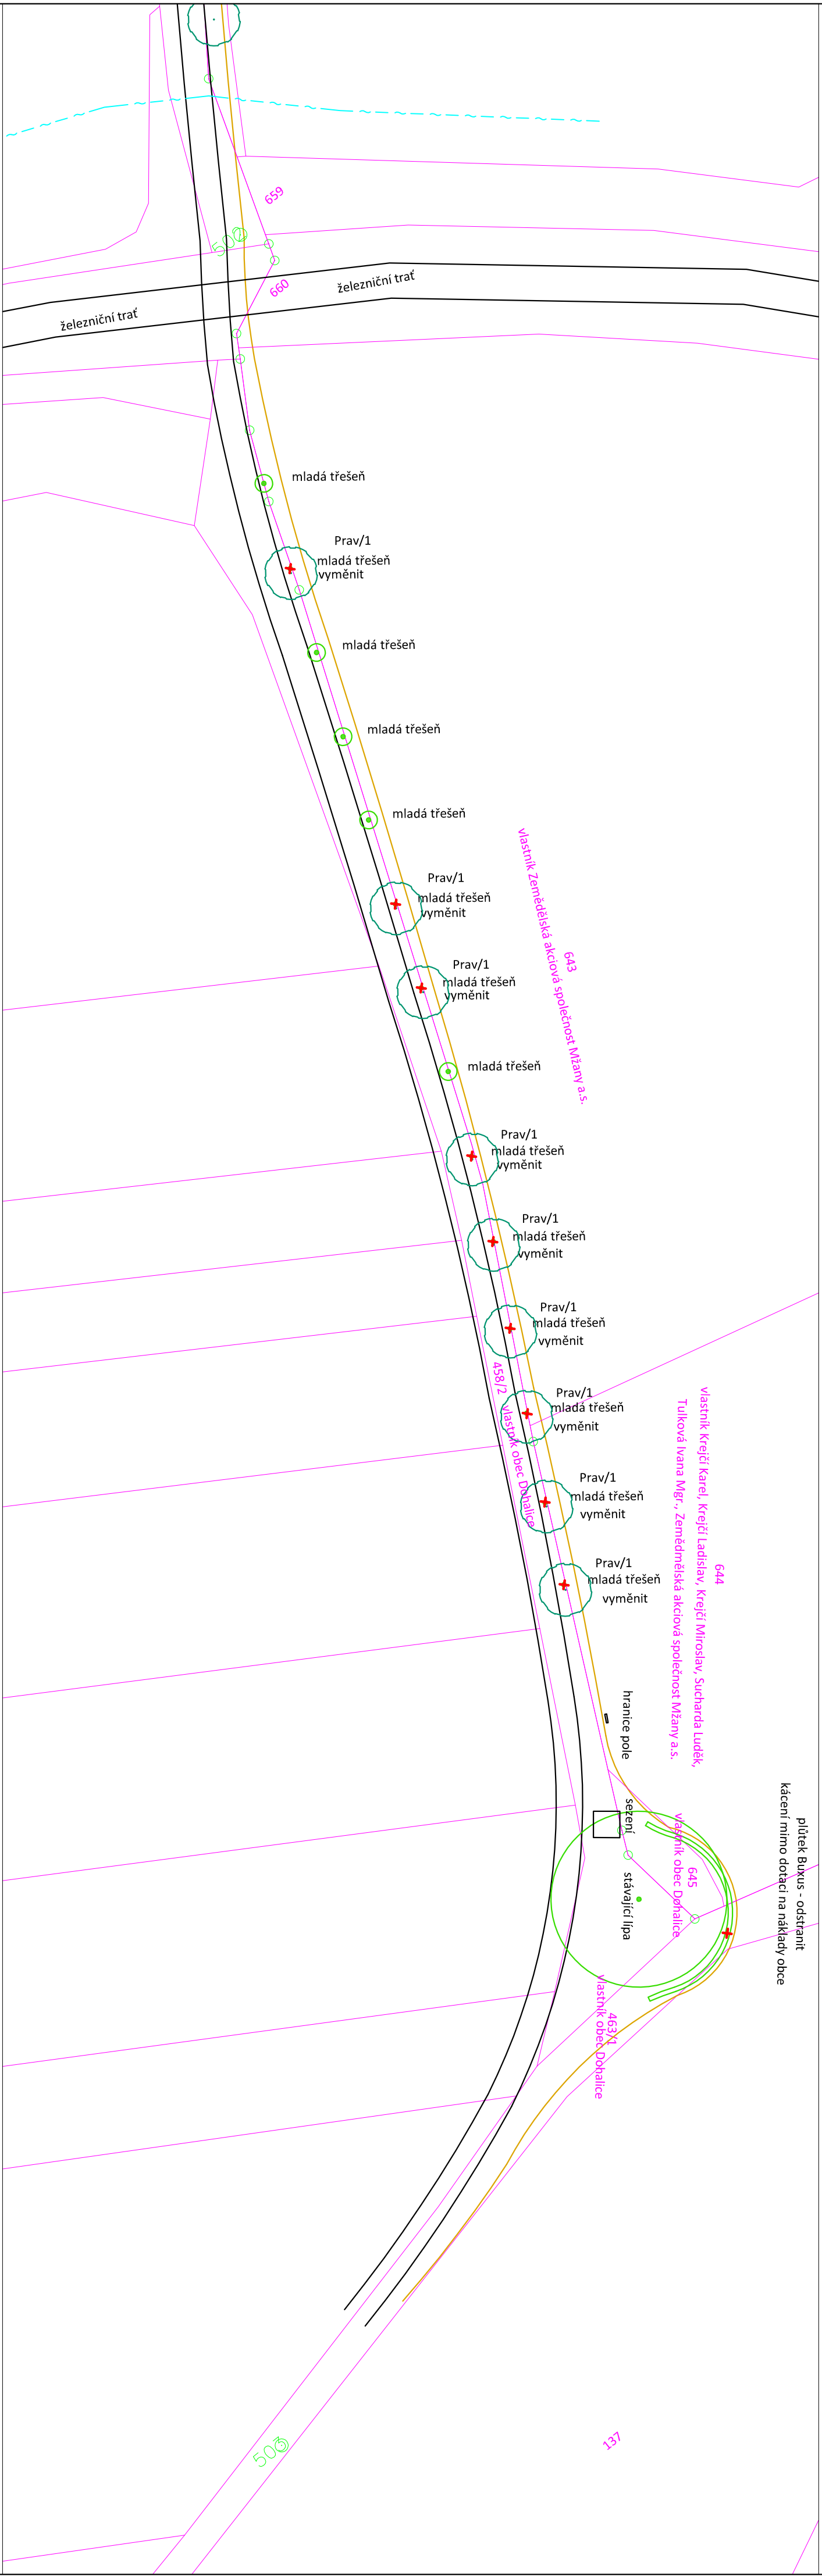 659
500
660
železniční trať
železniční trať
mladá třešeň
Prav/1
mladá třešeň
vyměnit
mladá třešeň
mladá třešeň
mladá třešeň
vlastník Zemědělská akciová společnost Mžany a.s.
643
Prav/1
mladá třešeň
vyměnit
Prav/1
mladá třešeň
vyměnit
mladá třešeň
Prav/1
mladá třešeň
vyměnit
Prav/1
mladá třešeň
vyměnit
Prav/1
mladá třešeň
vyměnit
458/2
vlastník obec Dohalice
Prav/1
mladá třešeň
vyměnit
Prav/1
mladá třešeň
vyměnit
Prav/1
mladá třešeň
vyměnit
644
vlastník Krejčí Karel, Krejčí Ladislav, Krejčí Miroslav, Sucharda Luděk,
Tulková Ivana Mgr., Zemědmělská akciová společnost Mžany a.s.
hranice pole
sezení
stávající lípa
645
vlastník obec Dohalice
plůtek Buxus - odstranit
kácení mimo dotaci na náklady obce
463/1
vlastník obec Dohalice
137